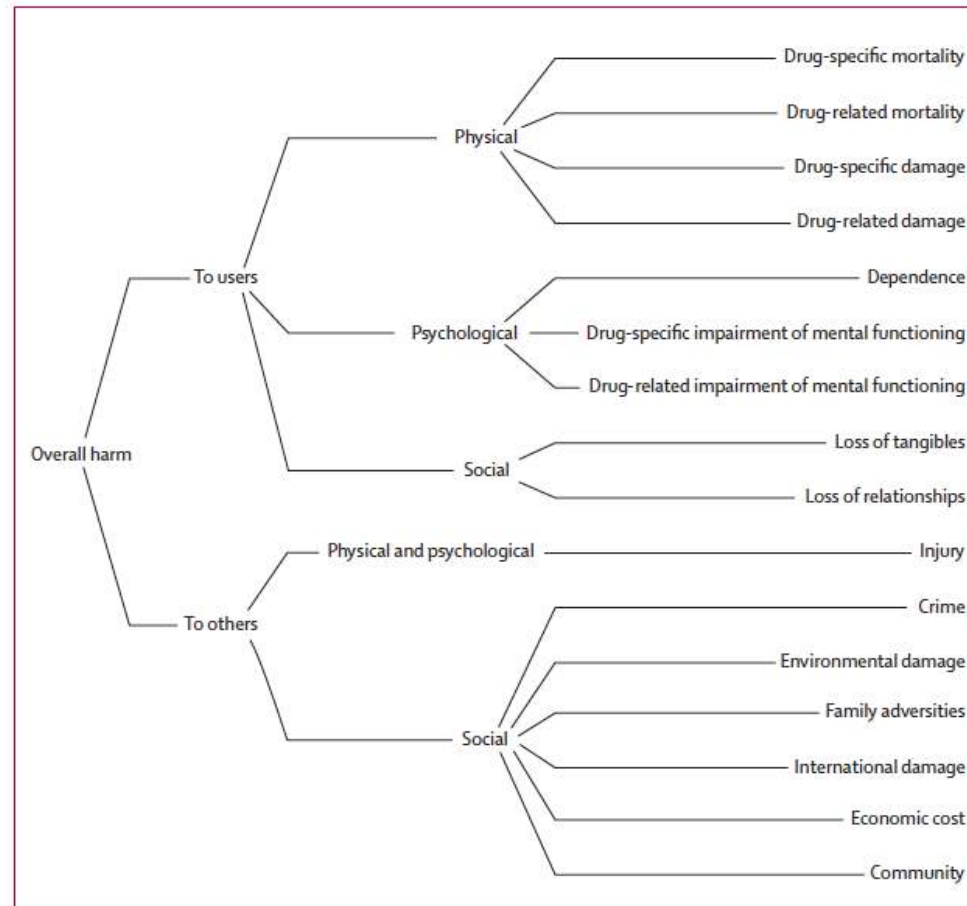 Drug-specific mortality
Drug-related mortality
Physical
Drug-specific damage
Drug-related damage
To users
Dependence
Psychological
Drug-specific impairment of mental functioning
Drug-related impairment of mental functioning
Loss of tangibles
Overall harm
Social
Loss of relationships
Physical and psychological
Injury
Crime
To others
Environmental damage
Family adversities
Social
International damage
Economic cost
Community